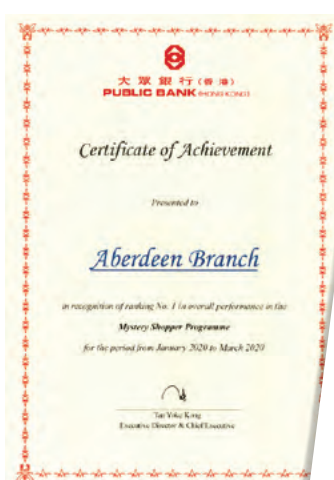 大眾銀行(香港)
PUBLIC BANK (HONG KONG)
Certificate of Achievement
Presented to
Aberdeen Branch
in recognition of ranking No. 1 in overall performance in the
Mystery Shopper Programme
for the period from January 2020 to March 2020
Tan Yoke Kong
Executive Director & Chief Executive